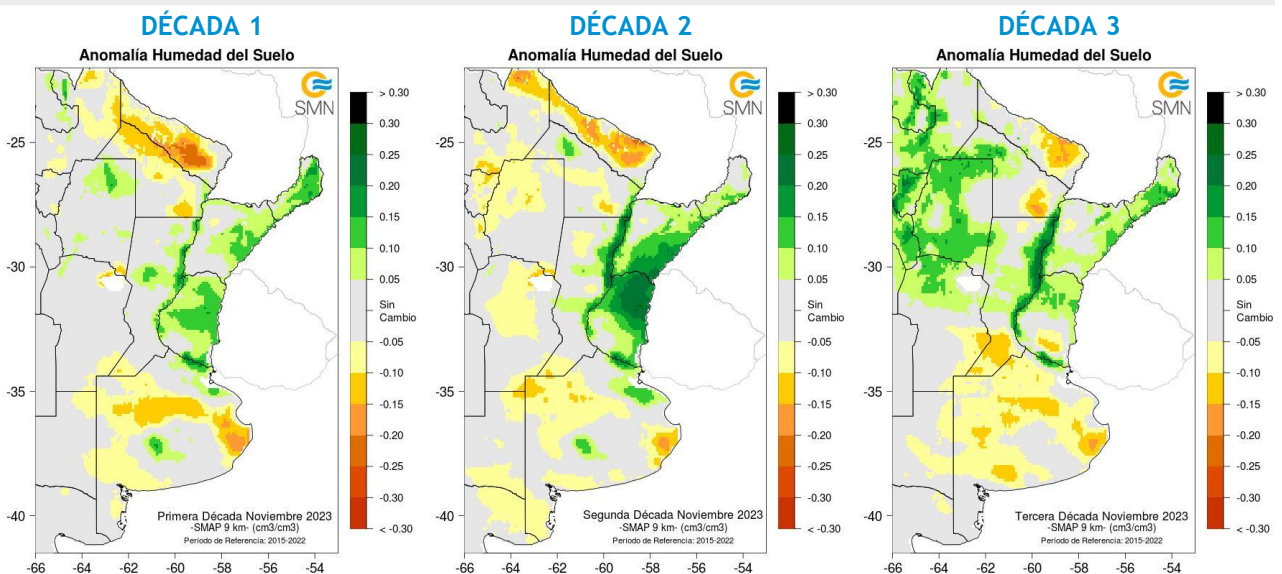 DÉCADA 1
Anomalía Humedad del Suelo
SMN
> 0.30
0.30
0.25
0.20
0.15
0.10
0.05
Sin
Cambio
-0.05
-0.10
-0.15
-0.20
-0.25
-0.30
< -0.30
-25
-30
-35
-40
Primera Década Noviembre 2023
-SMAP 9 km- (cm3/cm3)
Período de Referencia: 2015-2022
-66 -64 -62 -60 -58 -56 -54
DÉCADA 2
Anomalía Humedad del Suelo
SMN
> 0.30
0.30
0.25
0.20
0.15
0.10
0.05
Sin
Cambio
-0.05
-0.10
-0.15
-0.20
-0.25
-0.30
< -0.30
-25
-30
-35
-40
Segunda Década Noviembre 2023
-SMAP 9 km- (cm3/cm3)
Período de Referencia: 2015-2022
-66 -64 -62 -60 -58 -56 -54
DÉCADA 3
Anomalía Humedad del Suelo
SMN
> 0.30
0.30
0.25
0.20
0.15
0.10
0.05
Sin
Cambio
-0.05
-0.10
-0.15
-0.20
-0.25
-0.30
< -0.30
-25
-30
-35
-40
Tercera Década Noviembre 2023
-SMAP 9 km- (cm3/cm3)
Período de Referencia: 2015-2022
-66 -64 -62 -60 -58 -56 -54